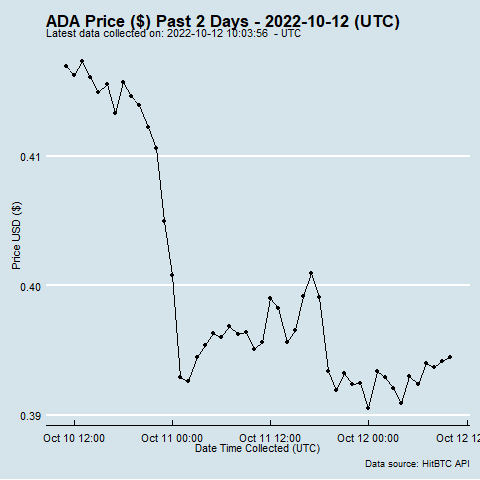 ADA Price ($) Past 2 Days - 2022-10-12 (UTC)
Latest data collected on: 2022-10-12 10:03:56 - UTC
Price USD ($)
0.41
0.40
0.39
Oct 10 12:00 Oct 11 00:00 Oct 11 12:00 Oct 12 00:00 Oct 12 12
Date Time Collected (UTC)
Data source: HitBTC API